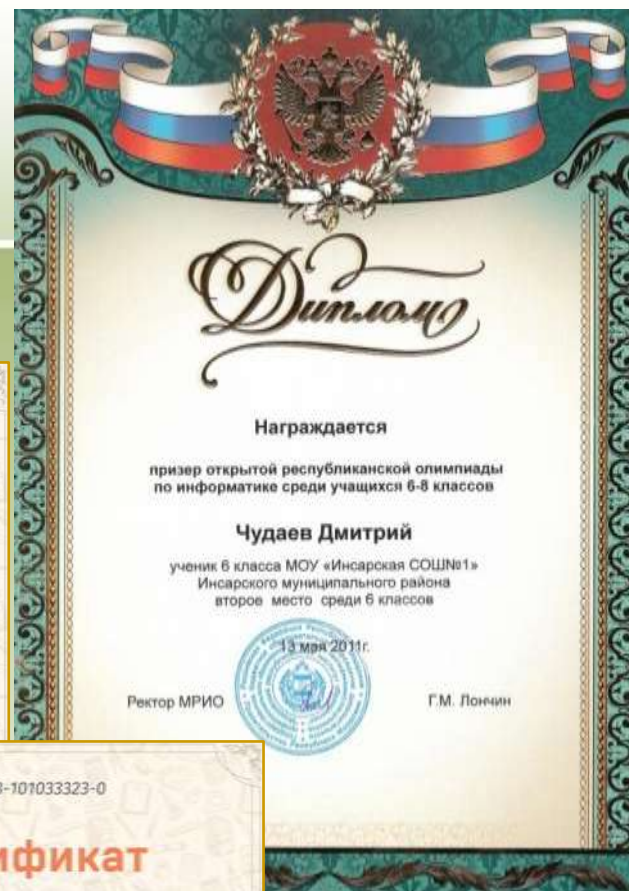 Диплом
Награждается
призер открытой республиканской олимпиады
по информатике среди учащихся 6-8 классов
Чудаев Дмитрий
ученик 6 класса МОУ «Инсарская СОШ№1»
Инсарского муниципального района
второе место среди 6 классов
13 мая 2011г.
Ректор МРИО
Г.М. Лончин
-101033323-0
ификат